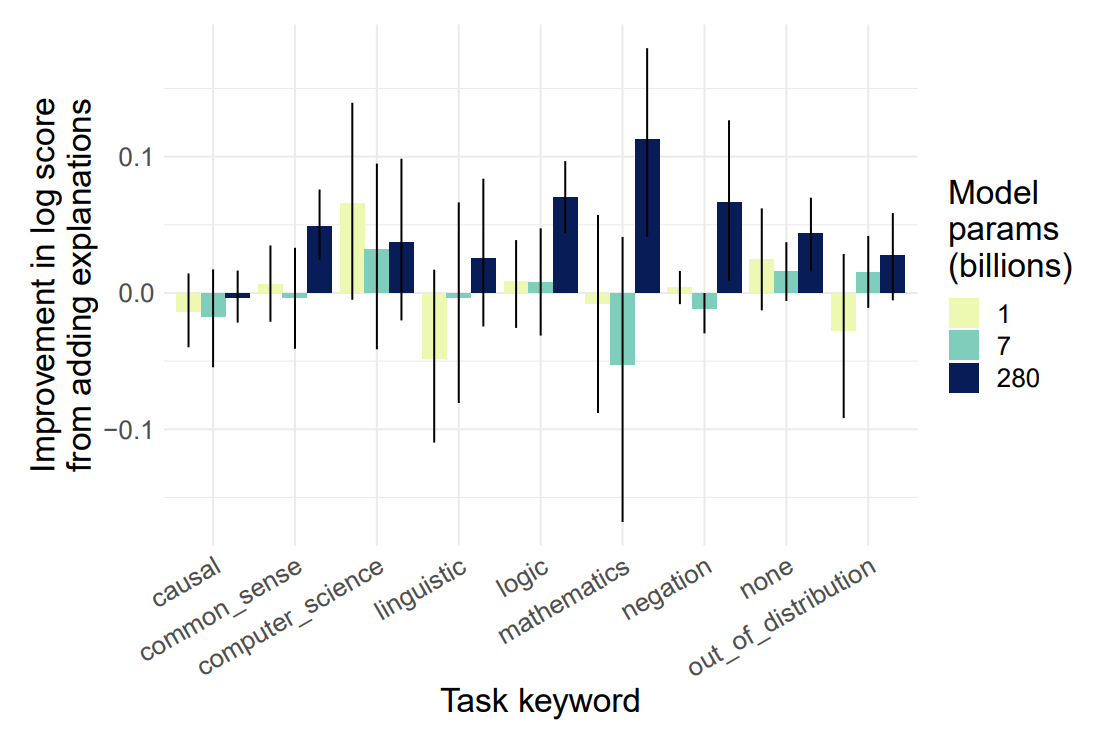 Improvement in log score
from adding explanations
0.1
0.0
−0.1
causal
common_sense
computer_science
linguistic
logic
mathematics
negation
none
out_of_distribution
Task keyword
Model
params
(billions)
1
7
280